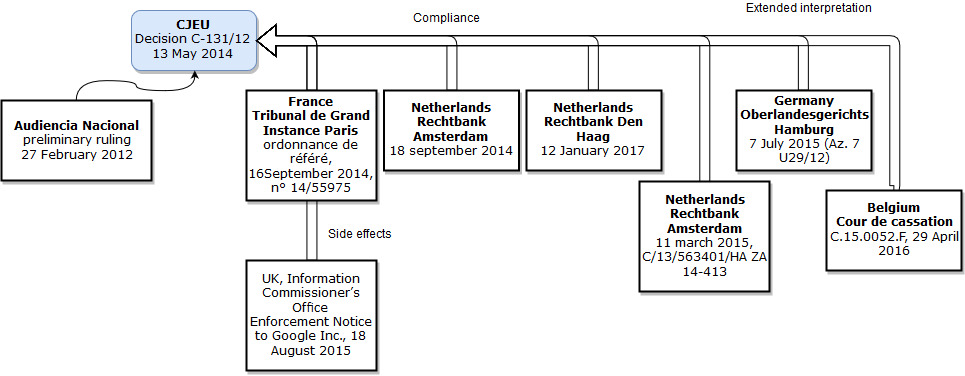 Compliance
Extended interpretation
CJEU
Decision C-131/12
13 May 2014
Audiencia Nacional
preliminary ruling
27 February 2012
France
Tribunal de Grand
Instance Paris
ordonnance de
référé,
16September 2014,
n° 14/55975
Netherlands
Rechtbank
Amsterdam
18 september 2014
Netherlands
Rechtbank Den
Haag
12 January 2017
Germany
Oberlandesgerichts
Hamburg
7 July 2015 (Az. 7
U29/12)
Netherlands
Rechtbank
Amsterdam
11 march 2015,
C/13/563401/HA ZA
14-413
Belgium
Cour de cassation
C.15.0052.F, 29 April
2016
Side effects
UK, Information
Commissioner's
Office
Enforcement Notice
to Google Inc., 18
August 2015